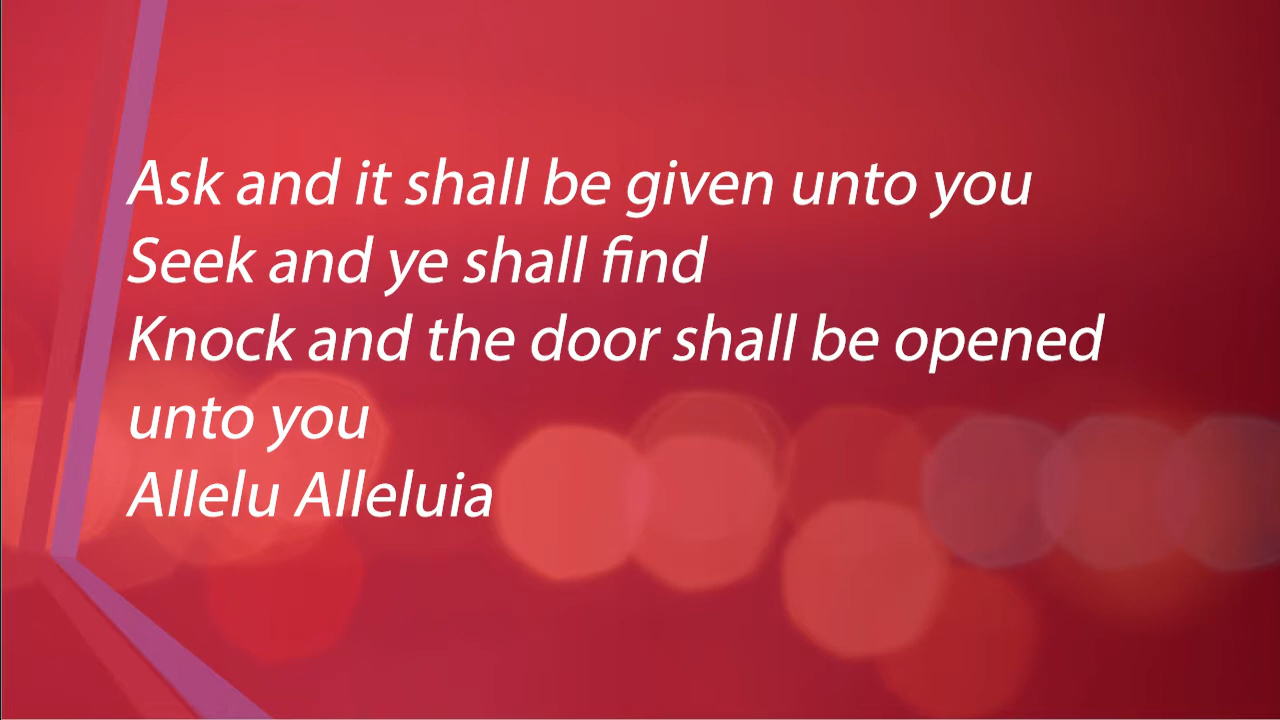 Ask and it shall be given unto you
Seek and ye shall find
Knock and the door shall be opened
unto you
Allelu Alleluia